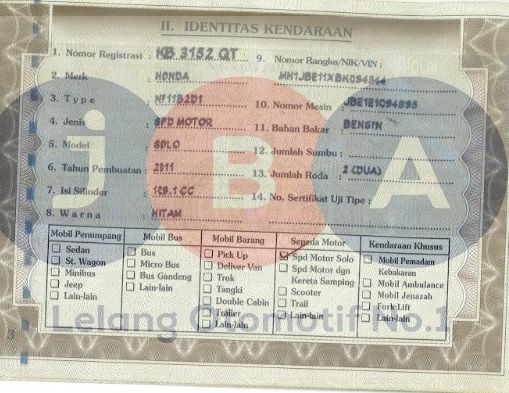 II. IDENTITAS KENDARAAN
1. Nomor Registrasi : KB 3152 QT
2. Merk : HONDA
3. Type : NF11B2D1
4. Jenis : SPD MOTOR
5. Model : SOLO
6. Tahun Pembuatan : 2011
7. Isi Silinder : 109.1 CC
8. Warna : HITAM
9. Nomor Rangka/NIK/VIN :
10. Nomor Mesin : JBE1E1094895
11. Bahan Bakar : BENSIN
12. Jumlah Sumbu :
13. Jumlah Roda : 2 (DUA)
14. No. Sertifikat Uji Tipe :
Mobil Penumpang
Sedan
St. Wagon
Minibus
Jeep
Lain-lain
Mobil Bus
Bus
Micro Bus
Bus Gandeng
Lain-lain
Mobil Barang
Pick Up
Deliver Van
Truk
Tangki
Double Cabin
Trailer
Lain-lain
Sepeda Motor
Spd Motor Solo
Spd Motor dgn
Kereta Samping
Scooter
Trail
Lain-lain
Kendaraan Khusus
Mobil Pemadam
Kebakaran
Mobil Ambulance
Mobil Jenazah
Fork Lift
Lain-lain
3
JBA
Lelang Otomotif No.1